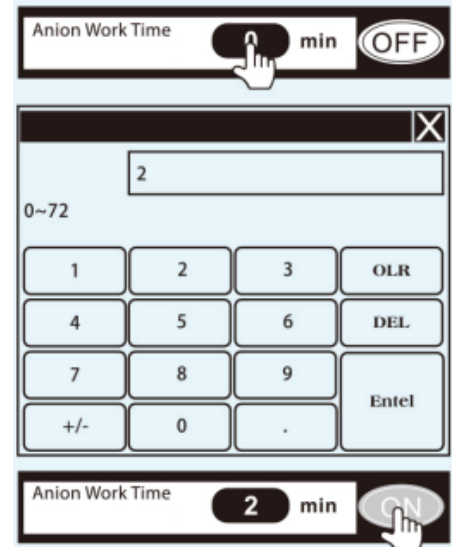 Anion Work Time 0 min OFF
X
2
0~72
1 2 3 OLR
4 5 6 DEL
7 8 9
Entel
+/- 0 .
Anion Work Time 2 min ON